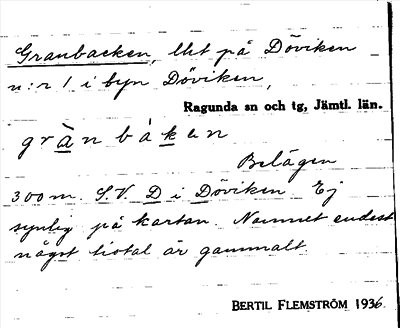 Granbacken, lht på Döviken
n:r 1 i byn Döviken,
Ragunda sn och tg, Jämtl. län.
grànbàken
Belägen
300 m. S.V. D i Döviken. Ej
synlig på kartan. Namnet endast
något tiotal år gammalt.
BERTIL FLEMSTRÖM 1936.